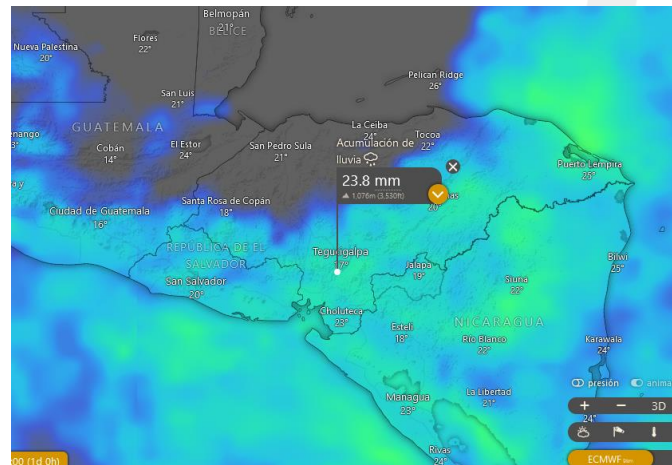 Belmopán
21°
BELICE
Flores
22°
Nueva Palestina
20°
San Luis
21°
Pelican Ridge
26°
GUATEMALA
La Ceiba
24°
Tocoa
22°
Cobán
14°
El Estor
24°
San Pedro Sula
21°
Acumulación de
lluvia
23.8 mm
1,076m (3,530ft)
Puerto Lempira
25°
Santa Rosa de Copán
18°
Ciudad de Guatemala
16°
REPÚBLICA DE EL
SALVADOR
Tegucigalpa
17°
San Salvador
20°
Jalapa
19°
Bilwi
25°
Siuna
22°
Choluteca
23°
Estelí
18°
NICARAGUA
Río Blanco
22°
Karawala
24°
presión
anima
La Libertad
21°
Managua
23°
+ − 3D
24°
Rivas
24°
:00 (1d 0h)
ECMWF